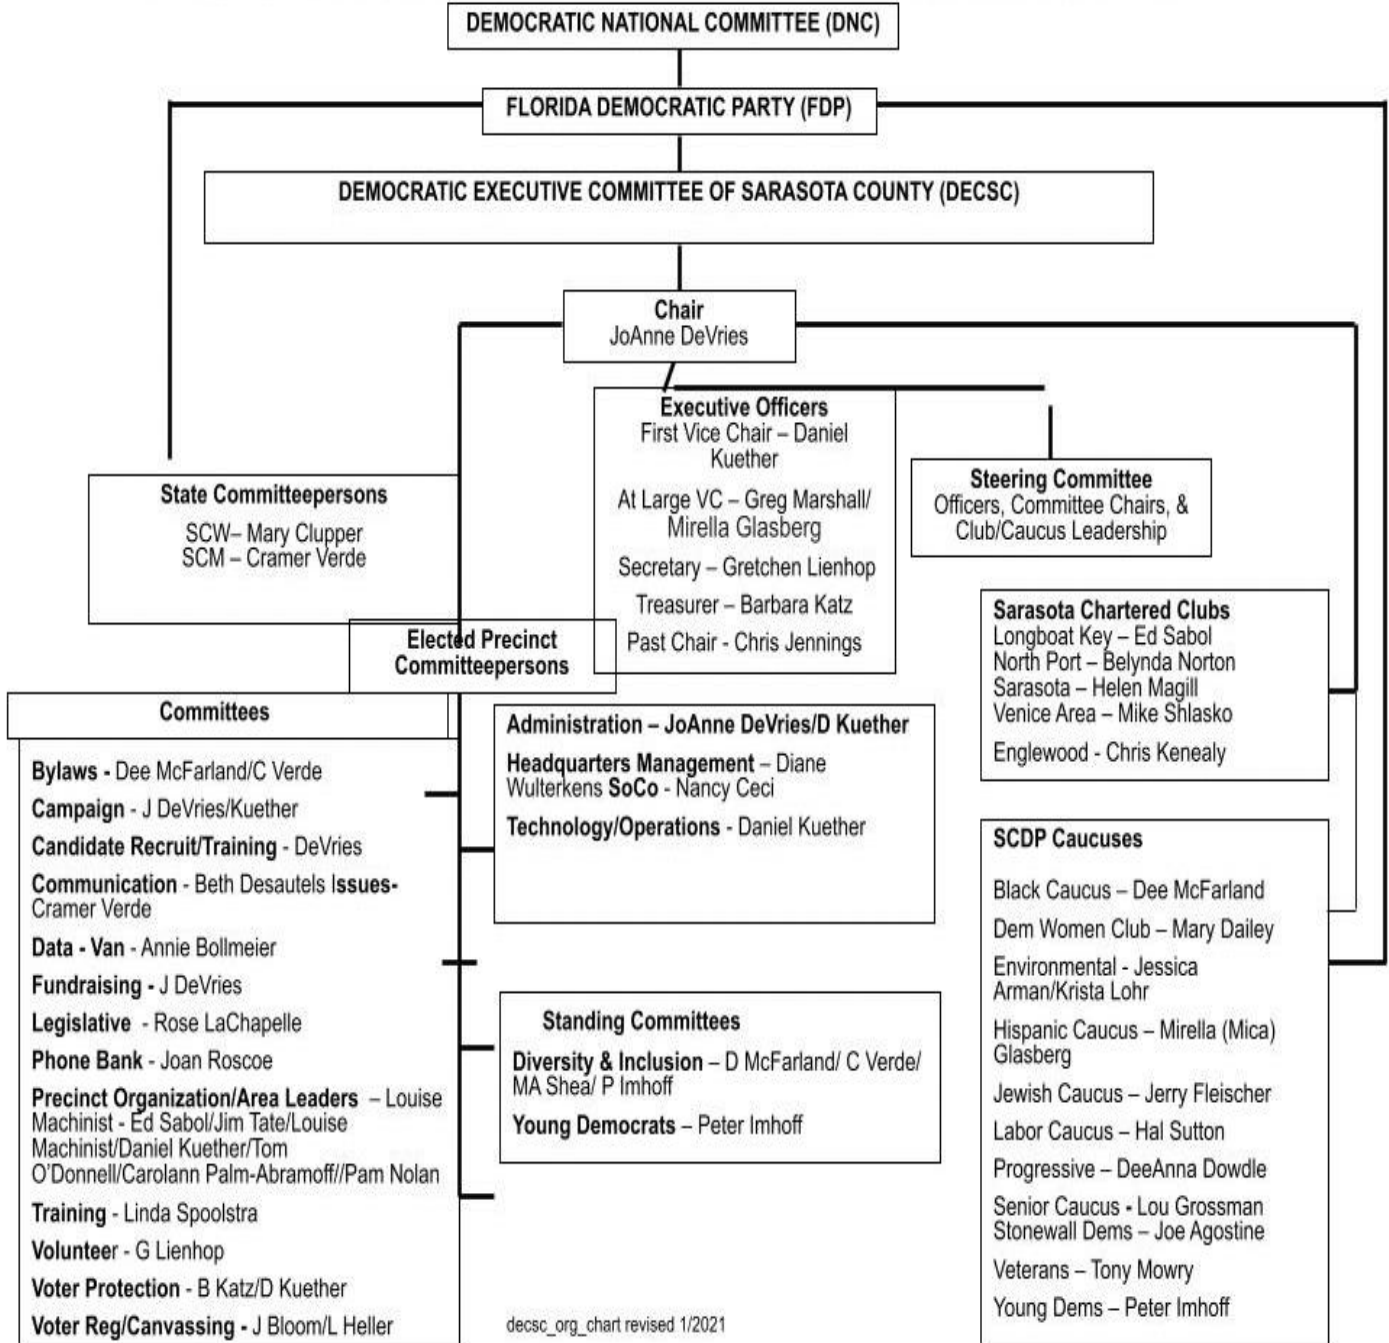 DEMOCRATIC NATIONAL COMMITTEE (DNC)
FLORIDA DEMOCRATIC PARTY (FDP)
DEMOCRATIC EXECUTIVE COMMITTEE OF SARASOTA COUNTY (DECSC)
Chair
JoAnne DeVries
Executive Officers
First Vice Chair – Daniel
Kuether
At Large VC – Greg Marshall/
Mirella Glasberg
Secretary – Gretchen Lienhop
Treasurer – Barbara Katz
Past Chair - Chris Jennings
Steering Committee
Officers, Committee Chairs, &
Club/Caucus Leadership
State Committeepersons
SCW– Mary Clupper
SCM – Cramer Verde
Elected Precinct
Committeepersons
Sarasota Chartered Clubs
Longboat Key – Ed Sabol
North Port – Belynda Norton
Sarasota – Helen Magill
Venice Area – Mike Shlasko
Englewood - Chris Kenealy
Committees
Bylaws - Dee McFarland/C Verde
Campaign - J DeVries/Kuether
Candidate Recruit/Training - DeVries
Communication - Beth Desautels Issues-
Cramer Verde
Data - Van - Annie Bollmeier
Fundraising - J DeVries
Legislative - Rose LaChapelle
Phone Bank - Joan Roscoe
Precinct Organization/Area Leaders – Louise
Machinist - Ed Sabol/Jim Tate/Louise
Machinist/Daniel Kuether/Tom
O'Donnell/Carolann Palm-Abramoff//Pam Nolan
Training - Linda Spoolstra
Volunteer - G Lienhop
Voter Protection - B Katz/D Kuether
Voter Reg/Canvassing - J Bloom/L Heller
Administration – JoAnne DeVries/D Kuether
Headquarters Management – Diane
Wulterkens SoCo - Nancy Ceci
Technology/Operations - Daniel Kuether
Standing Committees
Diversity & Inclusion – D McFarland/ C Verde/
MA Shea/ P Imhoff
Young Democrats – Peter Imhoff
SCDP Caucuses
Black Caucus – Dee McFarland
Dem Women Club – Mary Dailey
Environmental - Jessica
Arman/Krista Lohr
Hispanic Caucus – Mirella (Mica)
Glasberg
Jewish Caucus – Jerry Fleischer
Labor Caucus – Hal Sutton
Progressive – DeeAnna Dowdle
Senior Caucus - Lou Grossman
Stonewall Dems – Joe Agostine
Veterans – Tony Mowry
Young Dems – Peter Imhoff
decsc_org_chart revised 1/2021